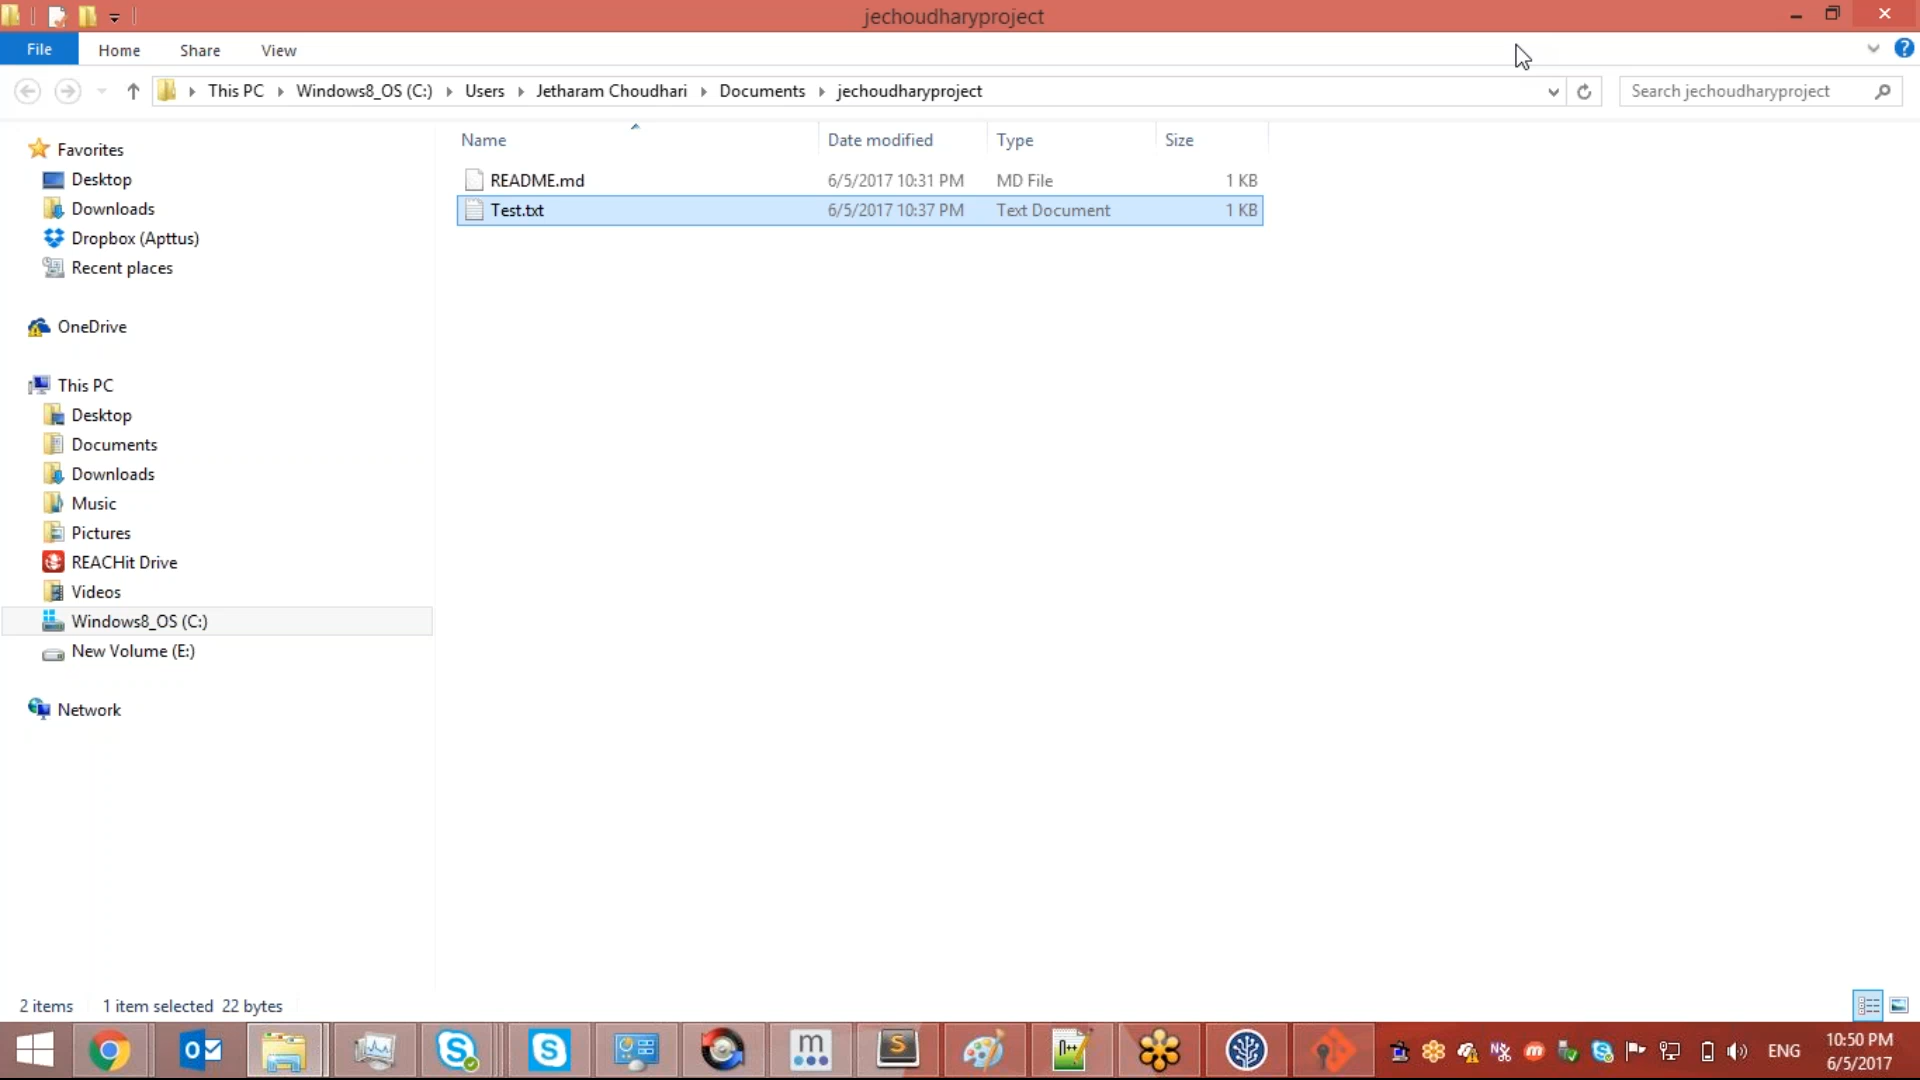 jechoudharyproject
File Home Share View
This PC Windows8_OS (C:) Users Jetharam Choudhari Documents jechoudharyproject Search jechoudharyproject
Name Date modified Type Size
README.md 6/5/2017 10:31 PM MD File 1 KB
Test.txt 6/5/2017 10:37 PM Text Document 1 KB
Favorites
Desktop
Downloads
Dropbox (Apttus)
Recent places
OneDrive
This PC
Desktop
Documents
Downloads
Music
Pictures
REACHit Drive
Videos
Windows8_OS (C:)
New Volume (E:)
Network
2 items 1 item selected 22 bytes
ENG 10:50 PM
6/5/2017